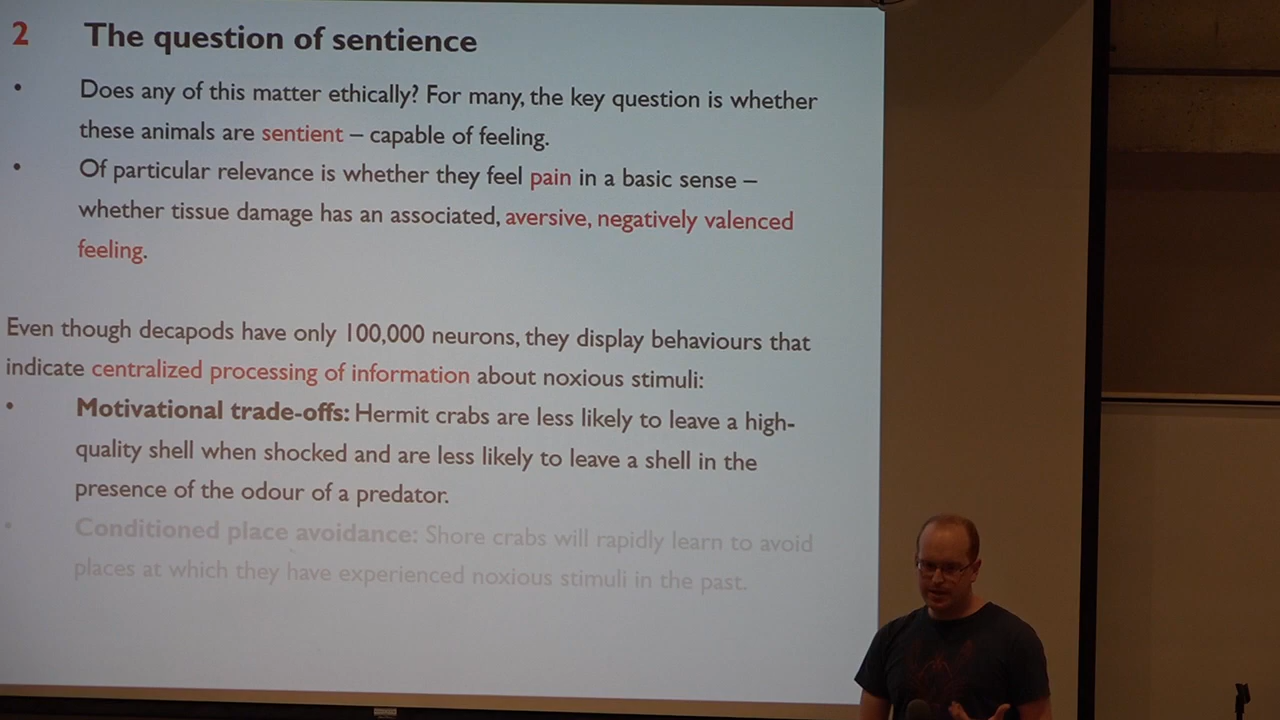 2 The question of sentience
• Does any of this matter ethically? For many, the key question is whether
these animals are sentient – capable of feeling.
• Of particular relevance is whether they feel pain in a basic sense –
whether tissue damage has an associated, aversive, negatively valenced
feeling.
Even though decapods have only 100,000 neurons, they display behaviours that
indicate centralized processing of information about noxious stimuli:
• Motivational trade-offs: Hermit crabs are less likely to leave a high-
quality shell when shocked and are less likely to leave a shell in the
presence of the odour of a predator.
• Conditioned place avoidance: Shore crabs will rapidly learn to avoid
places at which they have experienced noxious stimuli in the past.